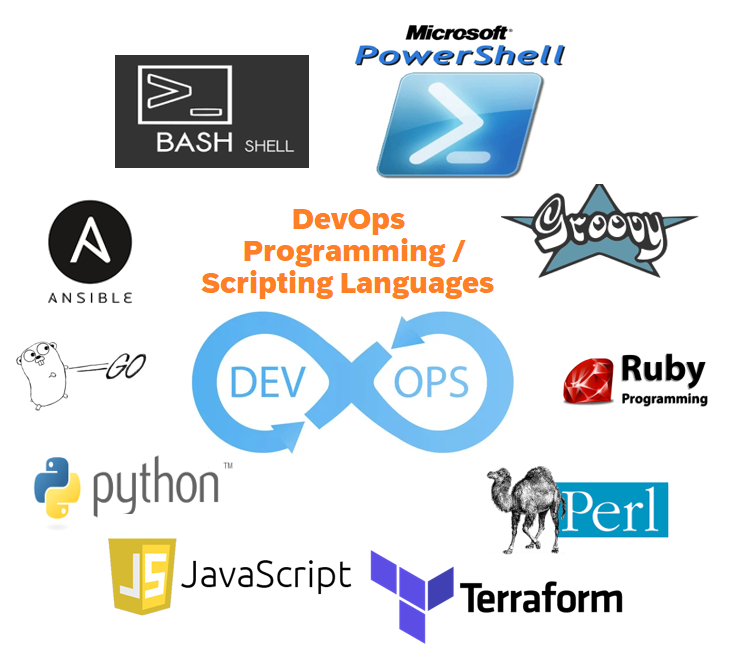 Microsoft®
PowerShell
>_
BASH SHELL
DevOps
Programming /
Scripting Languages
Groovy
ANSIBLE
GO
DEV OPS
Ruby
Programming
python™
Perl
JS JavaScript
Terraform